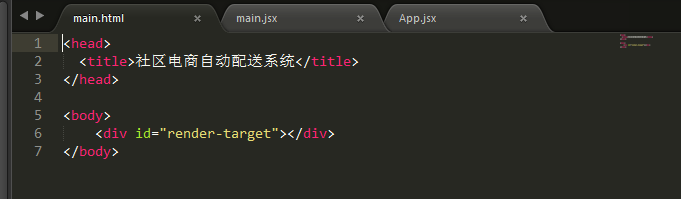 main.html × main.jsx × App.jsx ×
1 <head>
2   <title>社区电商自动配送系统</title>
3 </head>
4
5 <body>
6     <div id="render-target"></div>
7 </body>